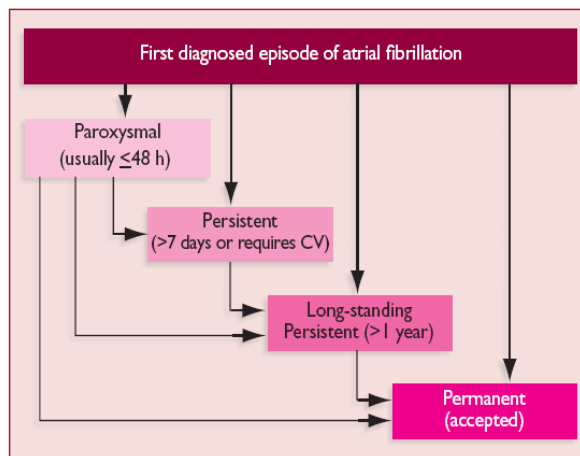 First diagnosed episode of atrial fibrillation
Paroxysmal
(usually ≤48 h)
Persistent
(>7 days or requires CV)
Long-standing
Persistent (>1 year)
Permanent
(accepted)